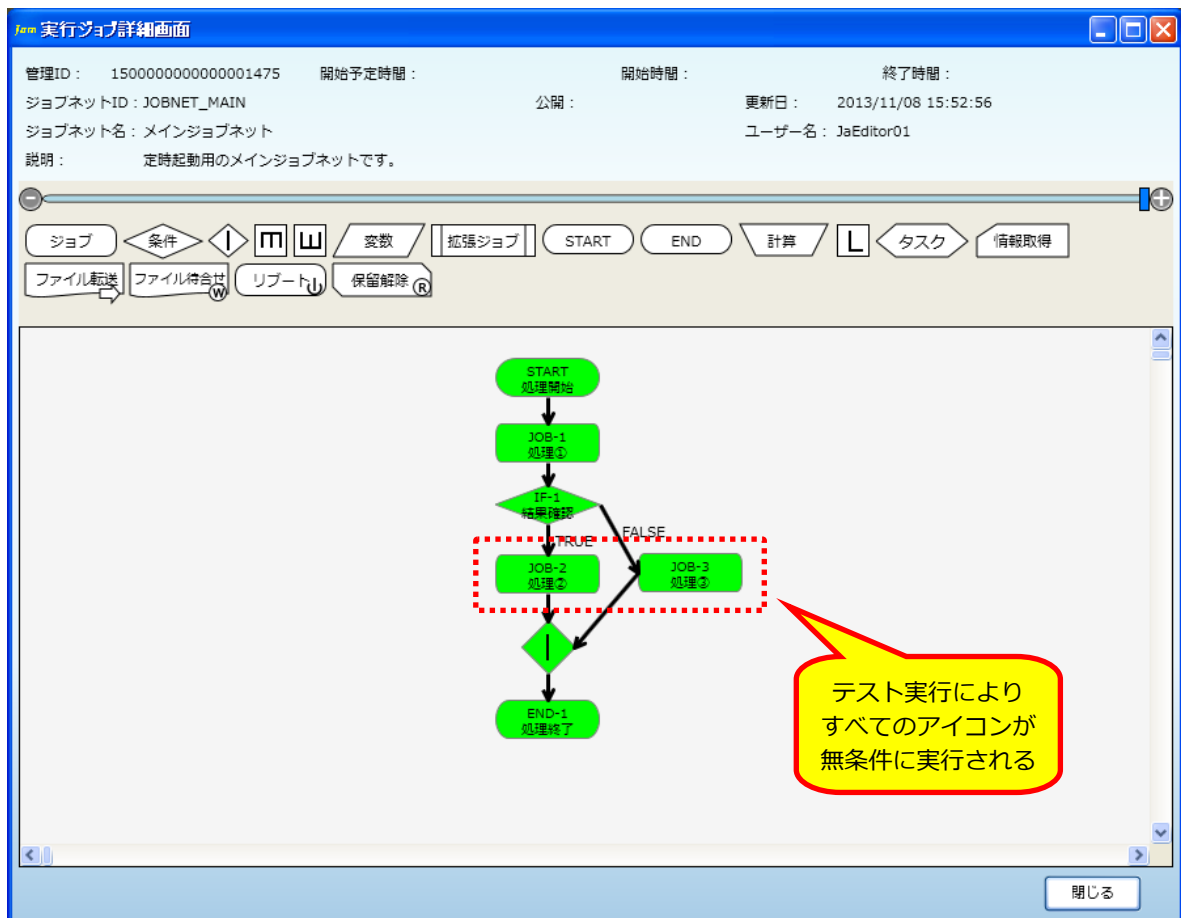 Jam 実行ジョブ詳細画面
管理ID： 1500000000000001475 開始予定時間： 開始時間： 終了時間：
ジョブネットID：JOBNET_MAIN 公開： 更新日： 2013/11/08 15:52:56
ジョブネット名：メインジョブネット ユーザー名：JaEditor01
説明： 定時起動用のメインジョブネットです。
ジョブ 条件 変数 拡張ジョブ START END 計算 L タスク 情報取得
ファイル転送 ファイル待合せ W リブート 保留解除 R
START
処理開始
JOB-1
処理①
IF-1
結果確認
TRUE FALSE
JOB-2
処理②
JOB-3
処理③
END-1
処理終了
テスト実行により
すべてのアイコンが
無条件に実行される
閉じる